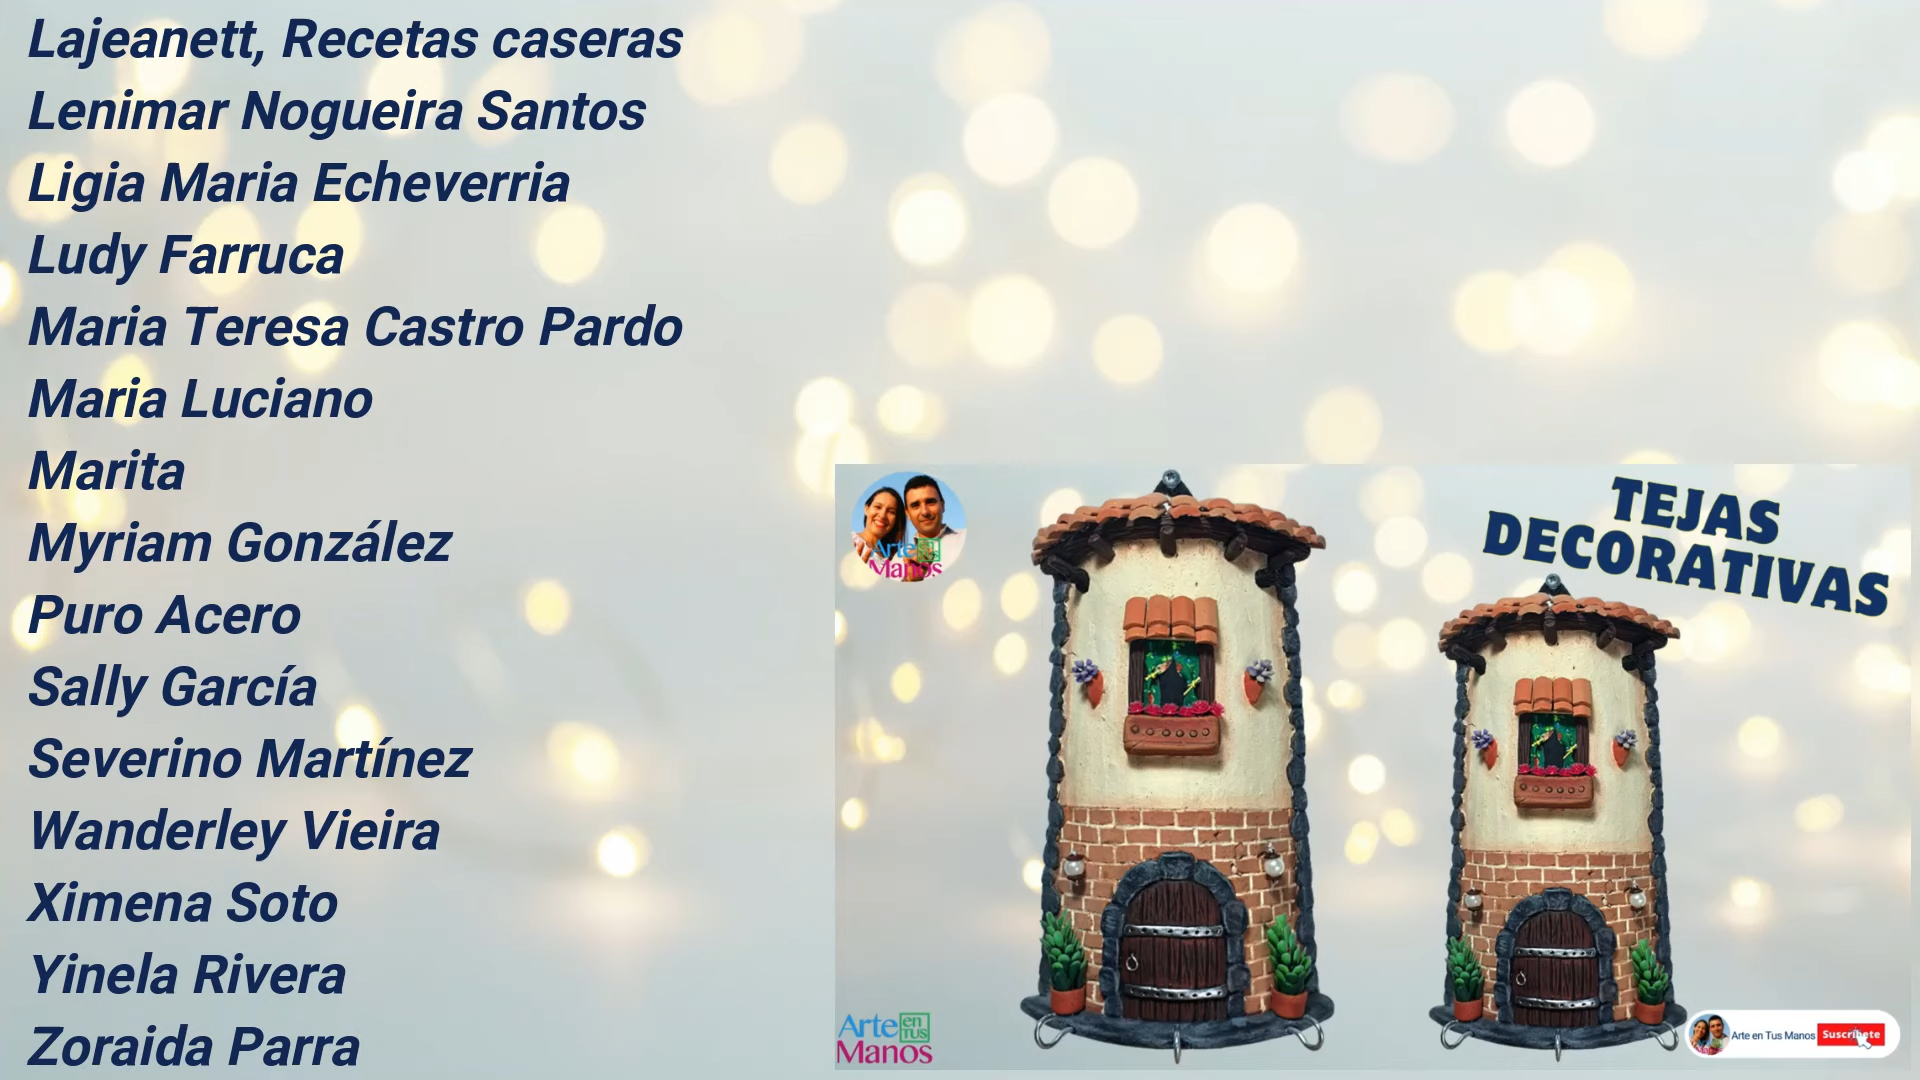 Lajeanett, Recetas caseras
Lenimar Nogueira Santos
Ligia Maria Echeverria
Ludy Farruca
Maria Teresa Castro Pardo
Maria Luciano
Marita
Myriam González
Puro Acero
Sally García
Severino Martínez
Wanderley Vieira
Ximena Soto
Yinela Rivera
Zoraida Parra
Arte en
Manos
TEJAS
DECORATIVAS
Arte en TUS
Manos
Arte en Tus Manos Suscríbete